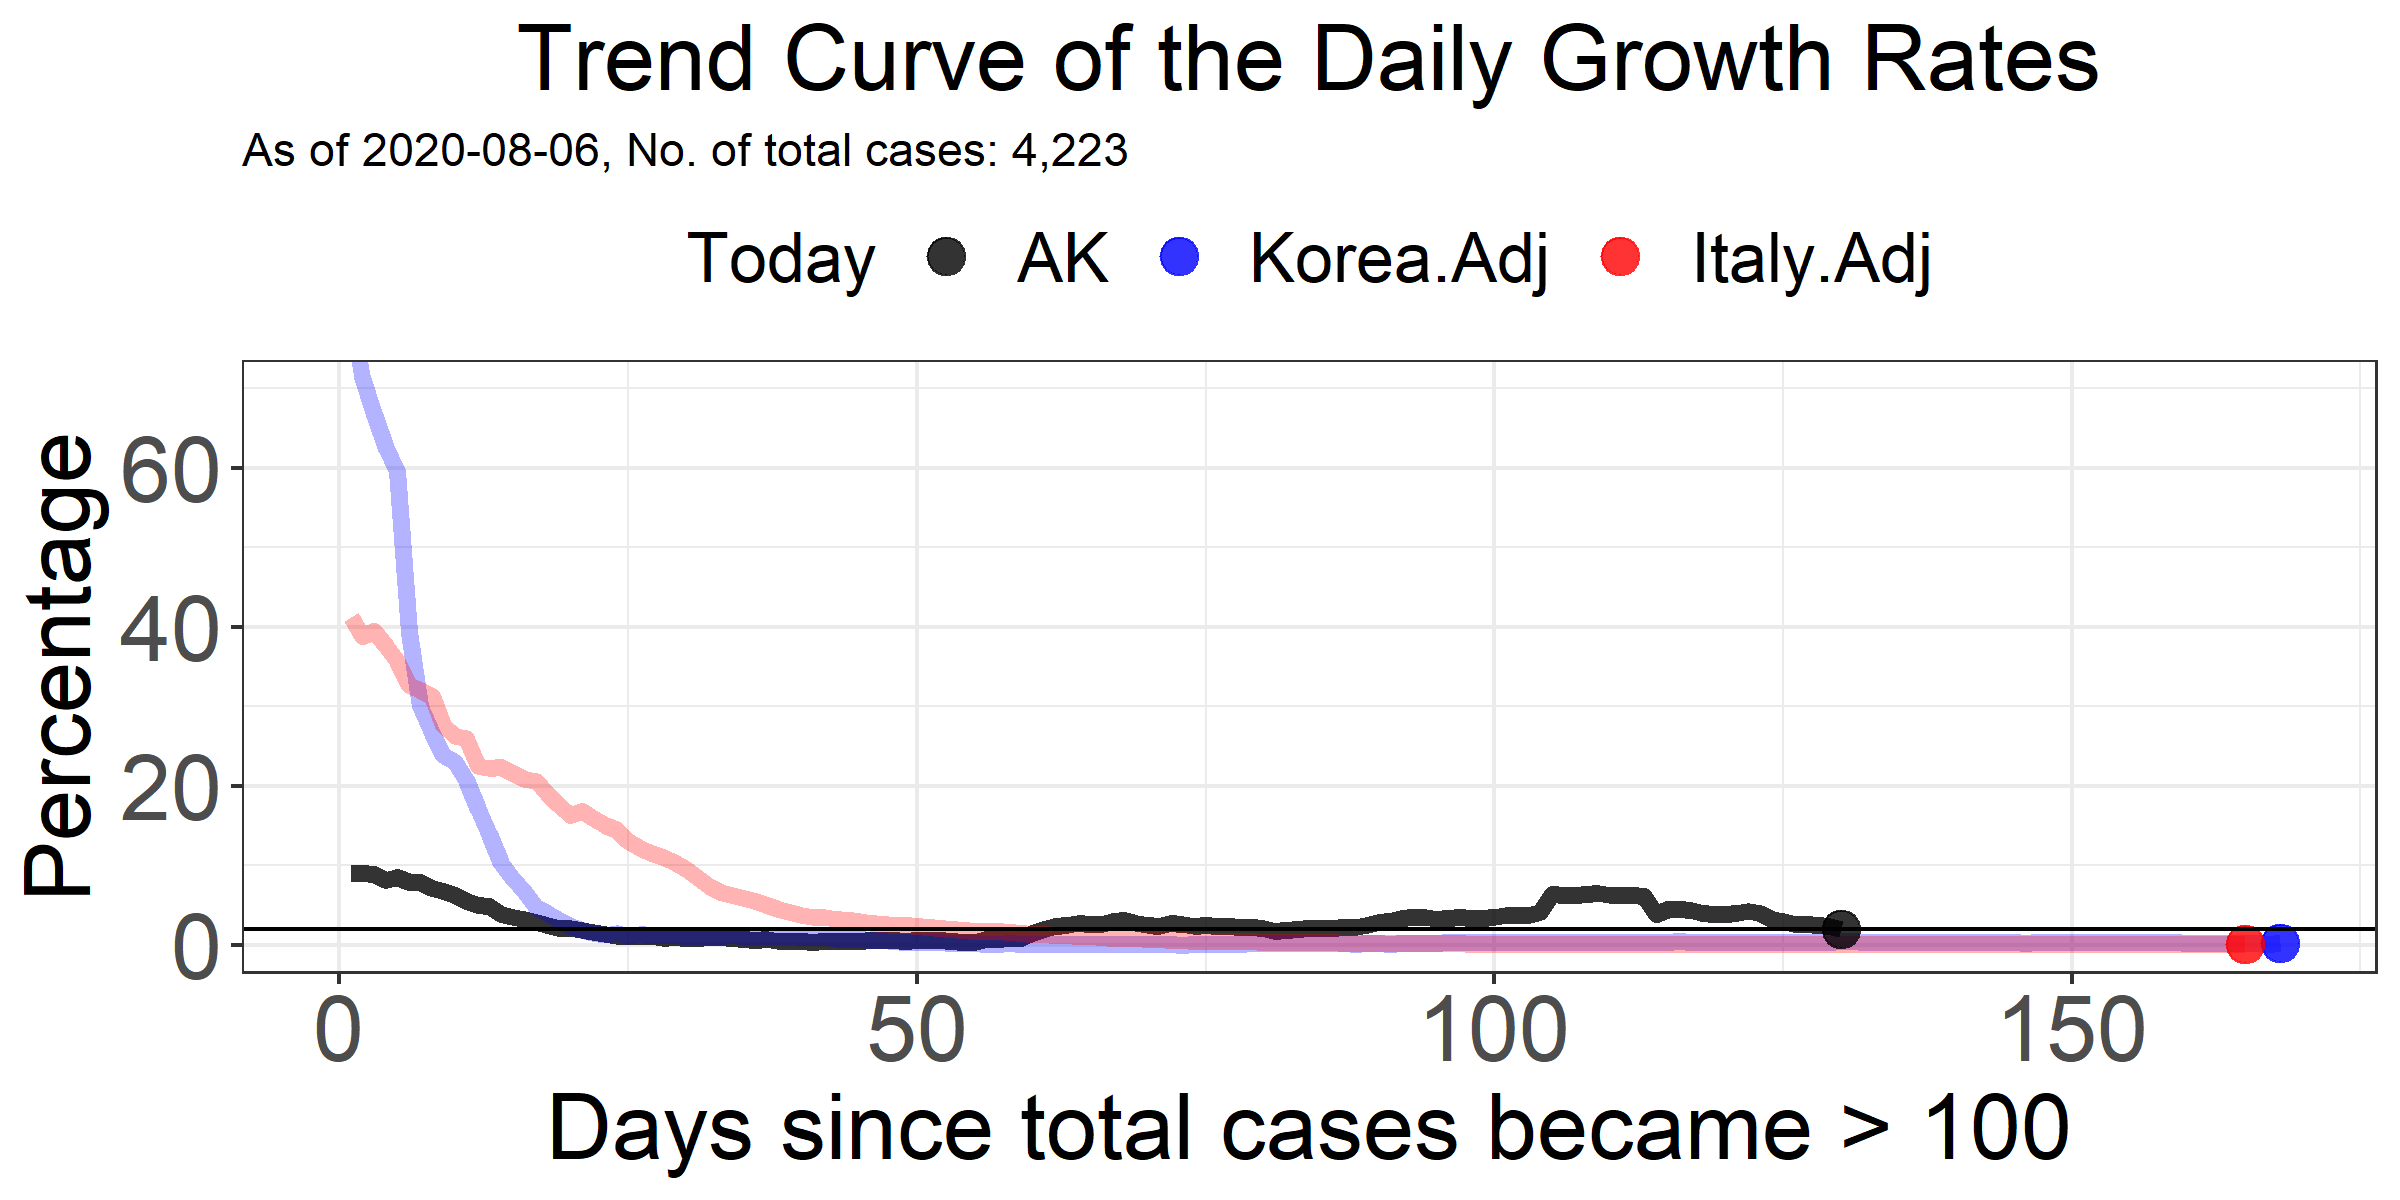 Trend Curve of the Daily Growth Rates
As of 2020-08-06, No. of total cases: 4,223
Today AK Korea.Adj Italy.Adj
Percentage
60
40
20
0
0 50 100 150
Days since total cases became > 100